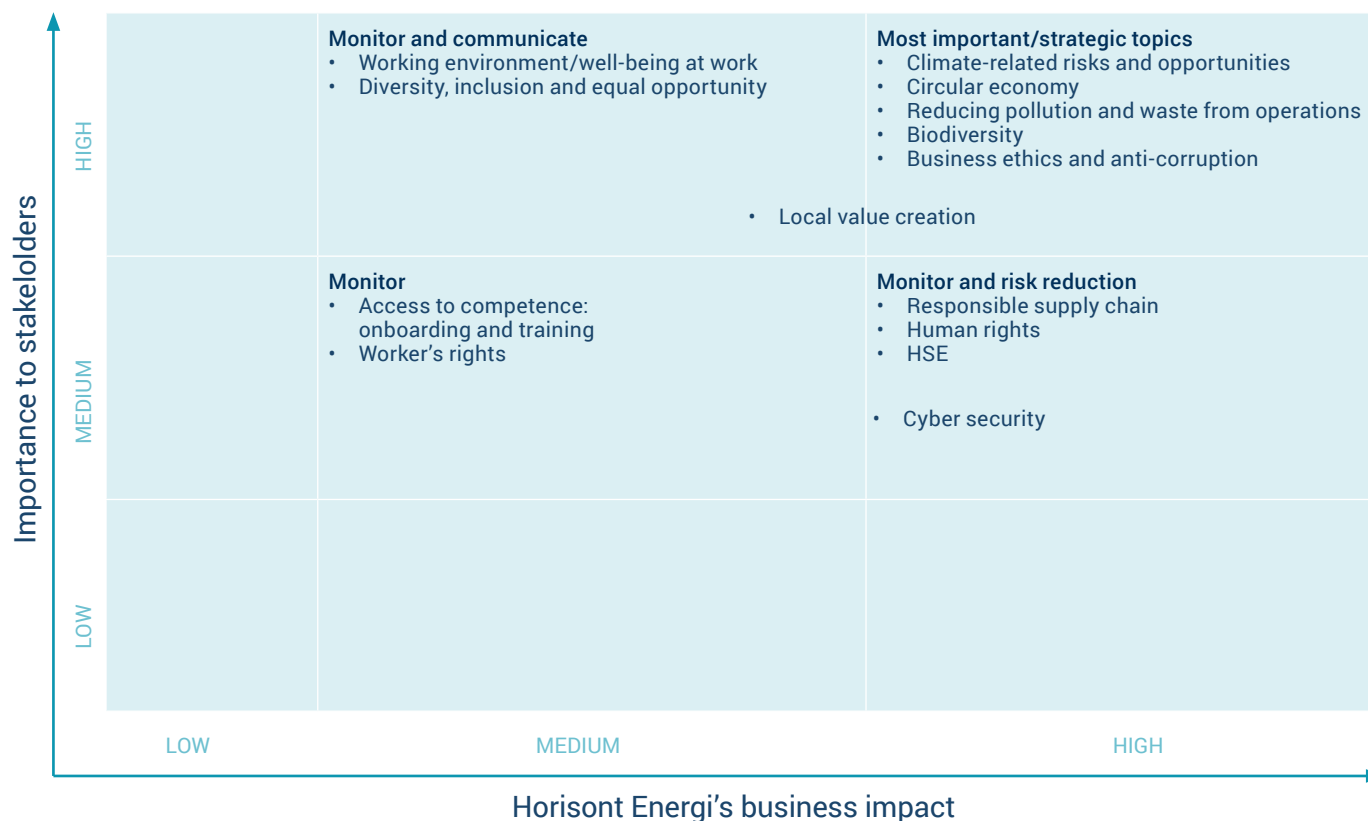 Importance to stakelolders
HIGH
MEDIUM
LOW
Monitor and communicate
• Working environment/well-being at work
• Diversity, inclusion and equal opportunity
Most important/strategic topics
• Climate-related risks and opportunities
• Circular economy
• Reducing pollution and waste from operations
• Biodiversity
• Business ethics and anti-corruption
• Local value creation
Monitor
• Access to competence:
onboarding and training
• Worker’s rights
Monitor and risk reduction
• Responsible supply chain
• Human rights
• HSE
• Cyber security
LOW
MEDIUM
HIGH
Horisont Energi’s business impact